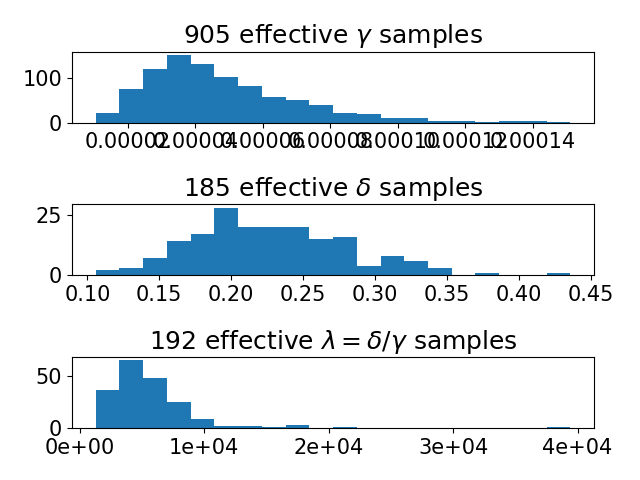 905 effective γ samples
100
0
0.00002 0.00004 0.00006 0.00008 0.00010 0.00012 0.00014
185 effective δ samples
25
0
0.10 0.15 0.20 0.25 0.30 0.35 0.40 0.45
192 effective λ = δ/γ samples
50
0
0e+00 1e+04 2e+04 3e+04 4e+04